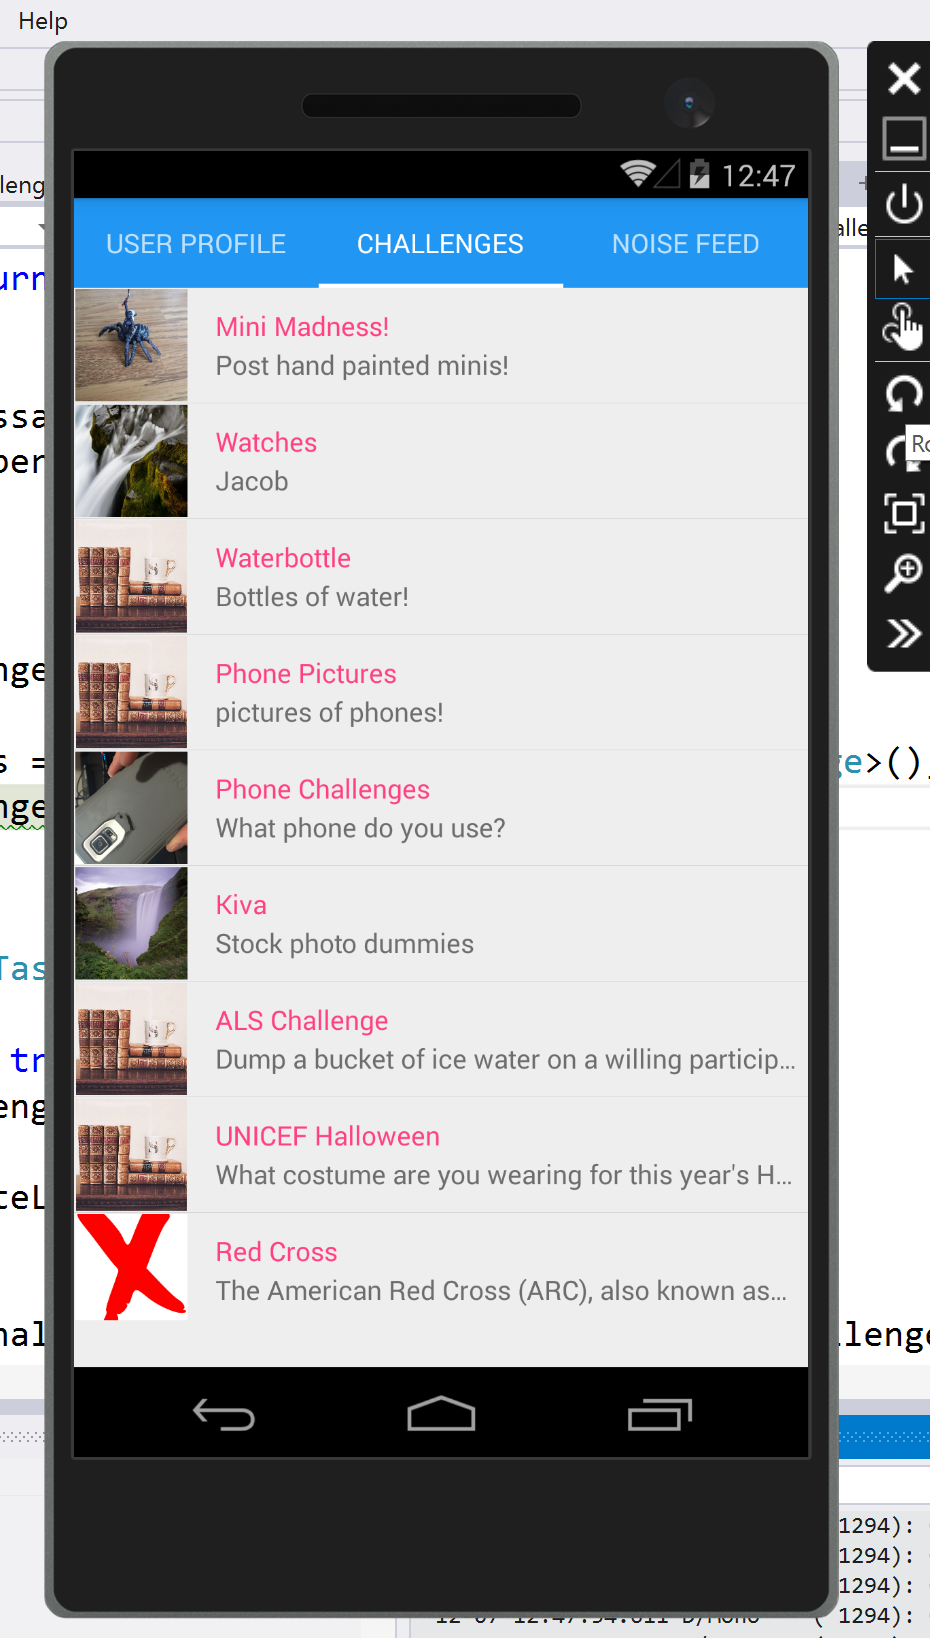 Help
12:47
USER PROFILE CHALLENGES NOISE FEED
Mini Madness!
Post hand painted minis!
Watches
Jacob
Waterbottle
Bottles of water!
Phone Pictures
pictures of phones!
Phone Challenges
What phone do you use?
Kiva
Stock photo dummies
ALS Challenge
Dump a bucket of ice water on a willing particip...
UNICEF Halloween
What costume are you wearing for this year's H...
Red Cross
The American Red Cross (ARC), also known as...
leng
alle
urn
ssa
per
nge
s =
ge>();
nge
Tas
tr
eng
teL
nal
llenge
Ro
1294):
1294):
1294):
( 1294):